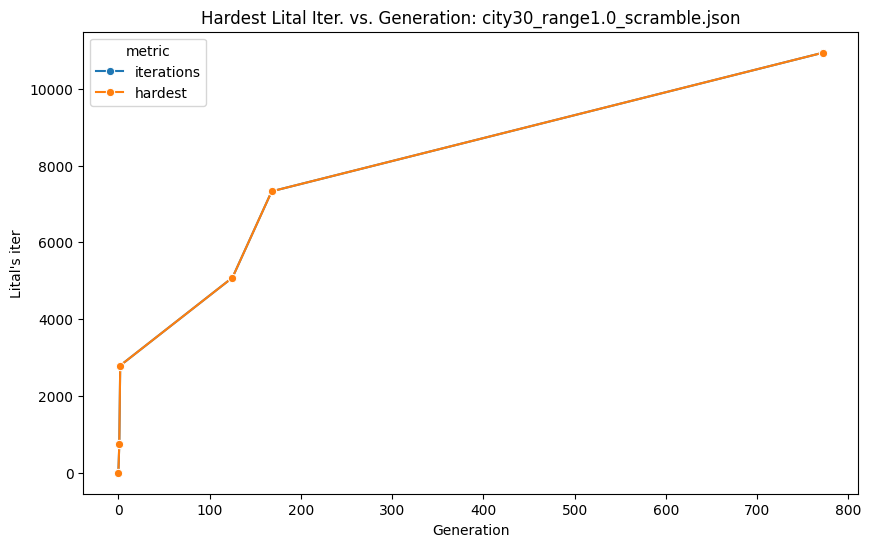 Hardest Lital Iter. vs. Generation: city30_range1.0_scramble.json
metric
iterations
hardest
10000
8000
6000
4000
2000
0
Lital's iter
0 100 200 300 400 500 600 700 800
Generation